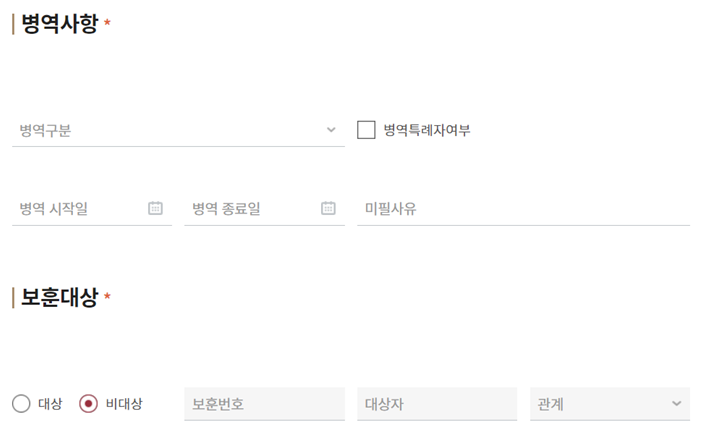 병역사항 *
병역구분 병역특례자여부
병역 시작일 병역 종료일 미필사유
보훈대상 *
대상 비대상 보훈번호 대상자 관계